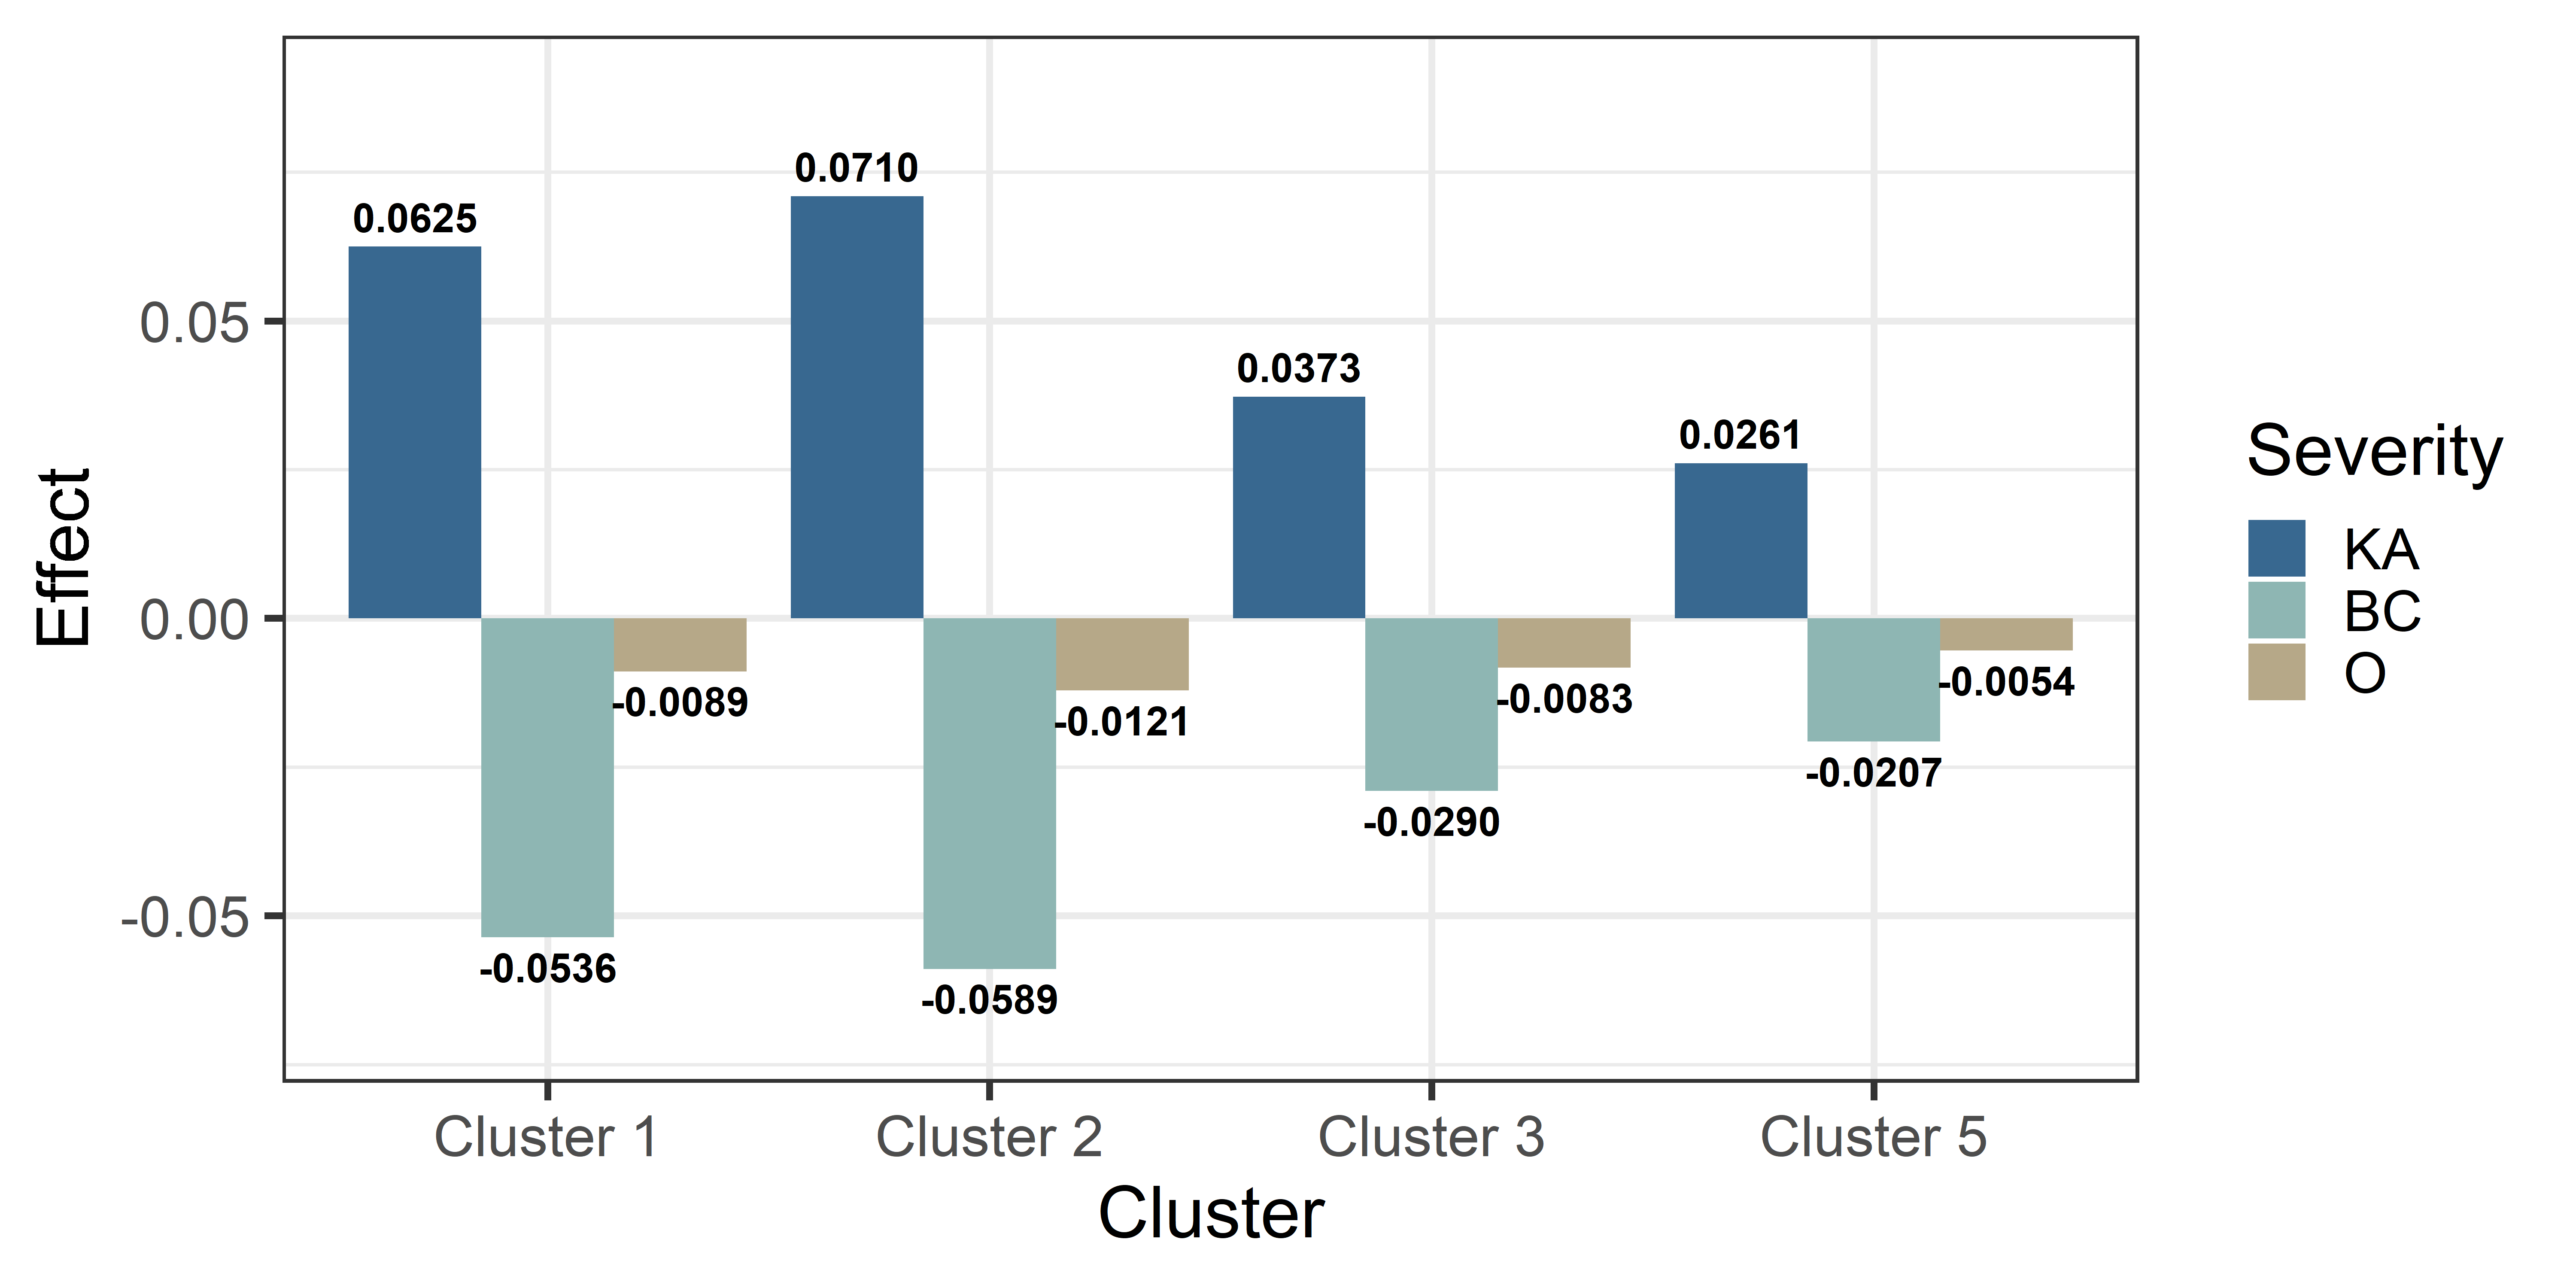 0.0710
0.0625
0.05
0.0373
0.0261
Severity
KA
BC
O
Effect
0.00
-0.0089
-0.0121
-0.0083
-0.0054
-0.0207
-0.0290
-0.05
-0.0536
-0.0589
Cluster 1 Cluster 2 Cluster 3 Cluster 5
Cluster